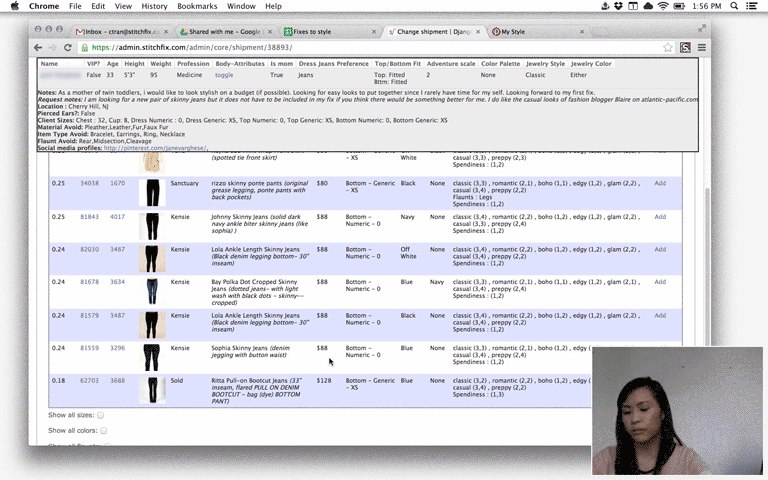 Chrome File Edit View History Bookmarks Window Help 1:56 PM
Inbox - ctran@stitchfix.co Shared with me - Google Fixes to style Change shipment | Djang My Style
https://admin.stitchfix.com/admin/core/shipment/38893/
Name VIP? Age Height Weight Profession Body-Attributes Is mom Dress Jeans Preference Top/Bottom Fit Adventure scale Color Palette Jewelry Style Jewelry Color
False 33 5'3" 95 Medicine toggle True Jeans Top: Fitted 2 None Classic Either
Bttm: Fitted
Notes: As a mother of twin toddlers, i would like to look stylish on a budget (if possible). Looking for easy looks to put together since I rarely have time for my self. Looking forward to my first fix.
Request notes: I am looking for a new pair of skinny jeans but it does not have to be included in my fix if you think there would be something better for me. I do like the casual looks of fashion blogger Blaire on atlantic-pacific.com
Location : Cherry Hill, NJ
Pierced Ears?: False
Client Sizes: Chest : 32, Cup: B, Dress Numeric : 0, Dress Generic: XS, Top Numeric: 0, Top Generic: XS, Bottom Numeric: 0, Bottom Generic: XS
Material Avoid: Pleather,Leather,Fur,Faux Fur
Item Type Avoid: Bracelet, Earrings, Ring, Necklace
Flaunt Avoid: Rear,Midsection,Cleavage
Social media profiles: http://pinterest.com/janevarghese/,
(spotted tie front skirt) - XS White casual (3,3) , preppy (2,2)
Spendiness : (1,2)
0.25 34038 1670 Sanctuary rizzo skinny ponte pants (original grease legging, ponte pants with back pockets) $80 Bottom - Generic - XS Black None classic (3,3) , romantic (2,1) , boho (1,2) , edgy (1,2) , glam (2,2) , casual (3,4) , preppy (2,2) Flaunts : Legs Spendiness : (1,2) Add
0.25 81843 4017 Kensie Johnny Skinny Jeans (solid dark navy ankle biter skinny jeans (like sophia) ) $88 Bottom - Numeric - 0 Navy None classic (3,4) , romantic (2,1) , boho (1,1) , edgy (1,2) , glam (2,2) , casual (3,3) , preppy (2,4) Spendiness : (1,2) Add
0.24 82030 3487 Kensie Lola Ankle Length Skinny Jeans (Black denim legging bottom- 30" inseam) $88 Bottom - Numeric - 0 Off White None classic (3,4) , romantic (2,1) , boho (1,2) , edgy (1,2) , glam (2,2) , casual (3,4) , preppy (2,4) Spendiness : (1,2) Add
0.24 81678 3634 Kensie Bay Polka Dot Cropped Skinny Jeans (dotted jeans- with light wash with black dots - skinny-- cropped) $88 Bottom - Numeric - 0 Blue Navy classic (3,4) , romantic (2,1) , boho (1,1) , edgy (1,2) , glam (2,2) , casual (3,4) , preppy (2,4) Spendiness : (1,2) Add
0.24 81579 3487 Kensie Lola Ankle Length Skinny Jeans (Black denim legging bottom- 30" inseam) $88 Bottom - Numeric - 0 Black None classic (3,4) , romantic (2,1) , boho (1,2) , edgy (1,2) , glam (2,2) , casual (3,4) , preppy (2,4) Spendiness : (1,2) Add
0.24 81559 3296 Kensie Sophia Skinny Jeans (denim jegging with button waist) $88 Bottom - Numeric - 0 Blue None classic (3,4) , romantic casual (3,4) , preppy (2,4) Spendiness : (1,2)
0.18 62703 3688 Sold Ritta Pull-on Bootcut Jeans (33" inseam, flared PULL ON DENIM BOOTCUT - bag (dye) BOTTOM PANT) $128 Bottom - Generic - XS Blue None classic (3,2) , romantic casual (3,4) , preppy (2,2) Spendiness : (1,3)
Show all sizes:
Show all colors: